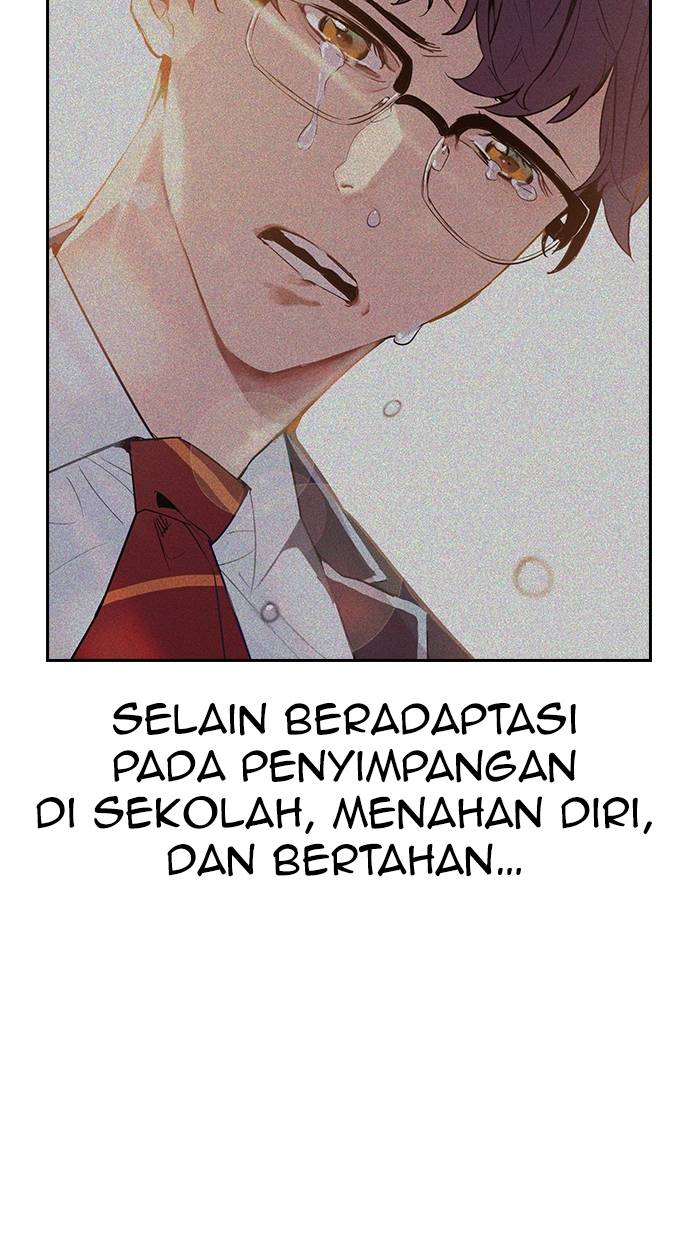 SELAIN BERADAPTASI
PADA PENYIMPANGAN
DI SEKOLAH, MENAHAN DIRI,
DAN BERTAHAN...